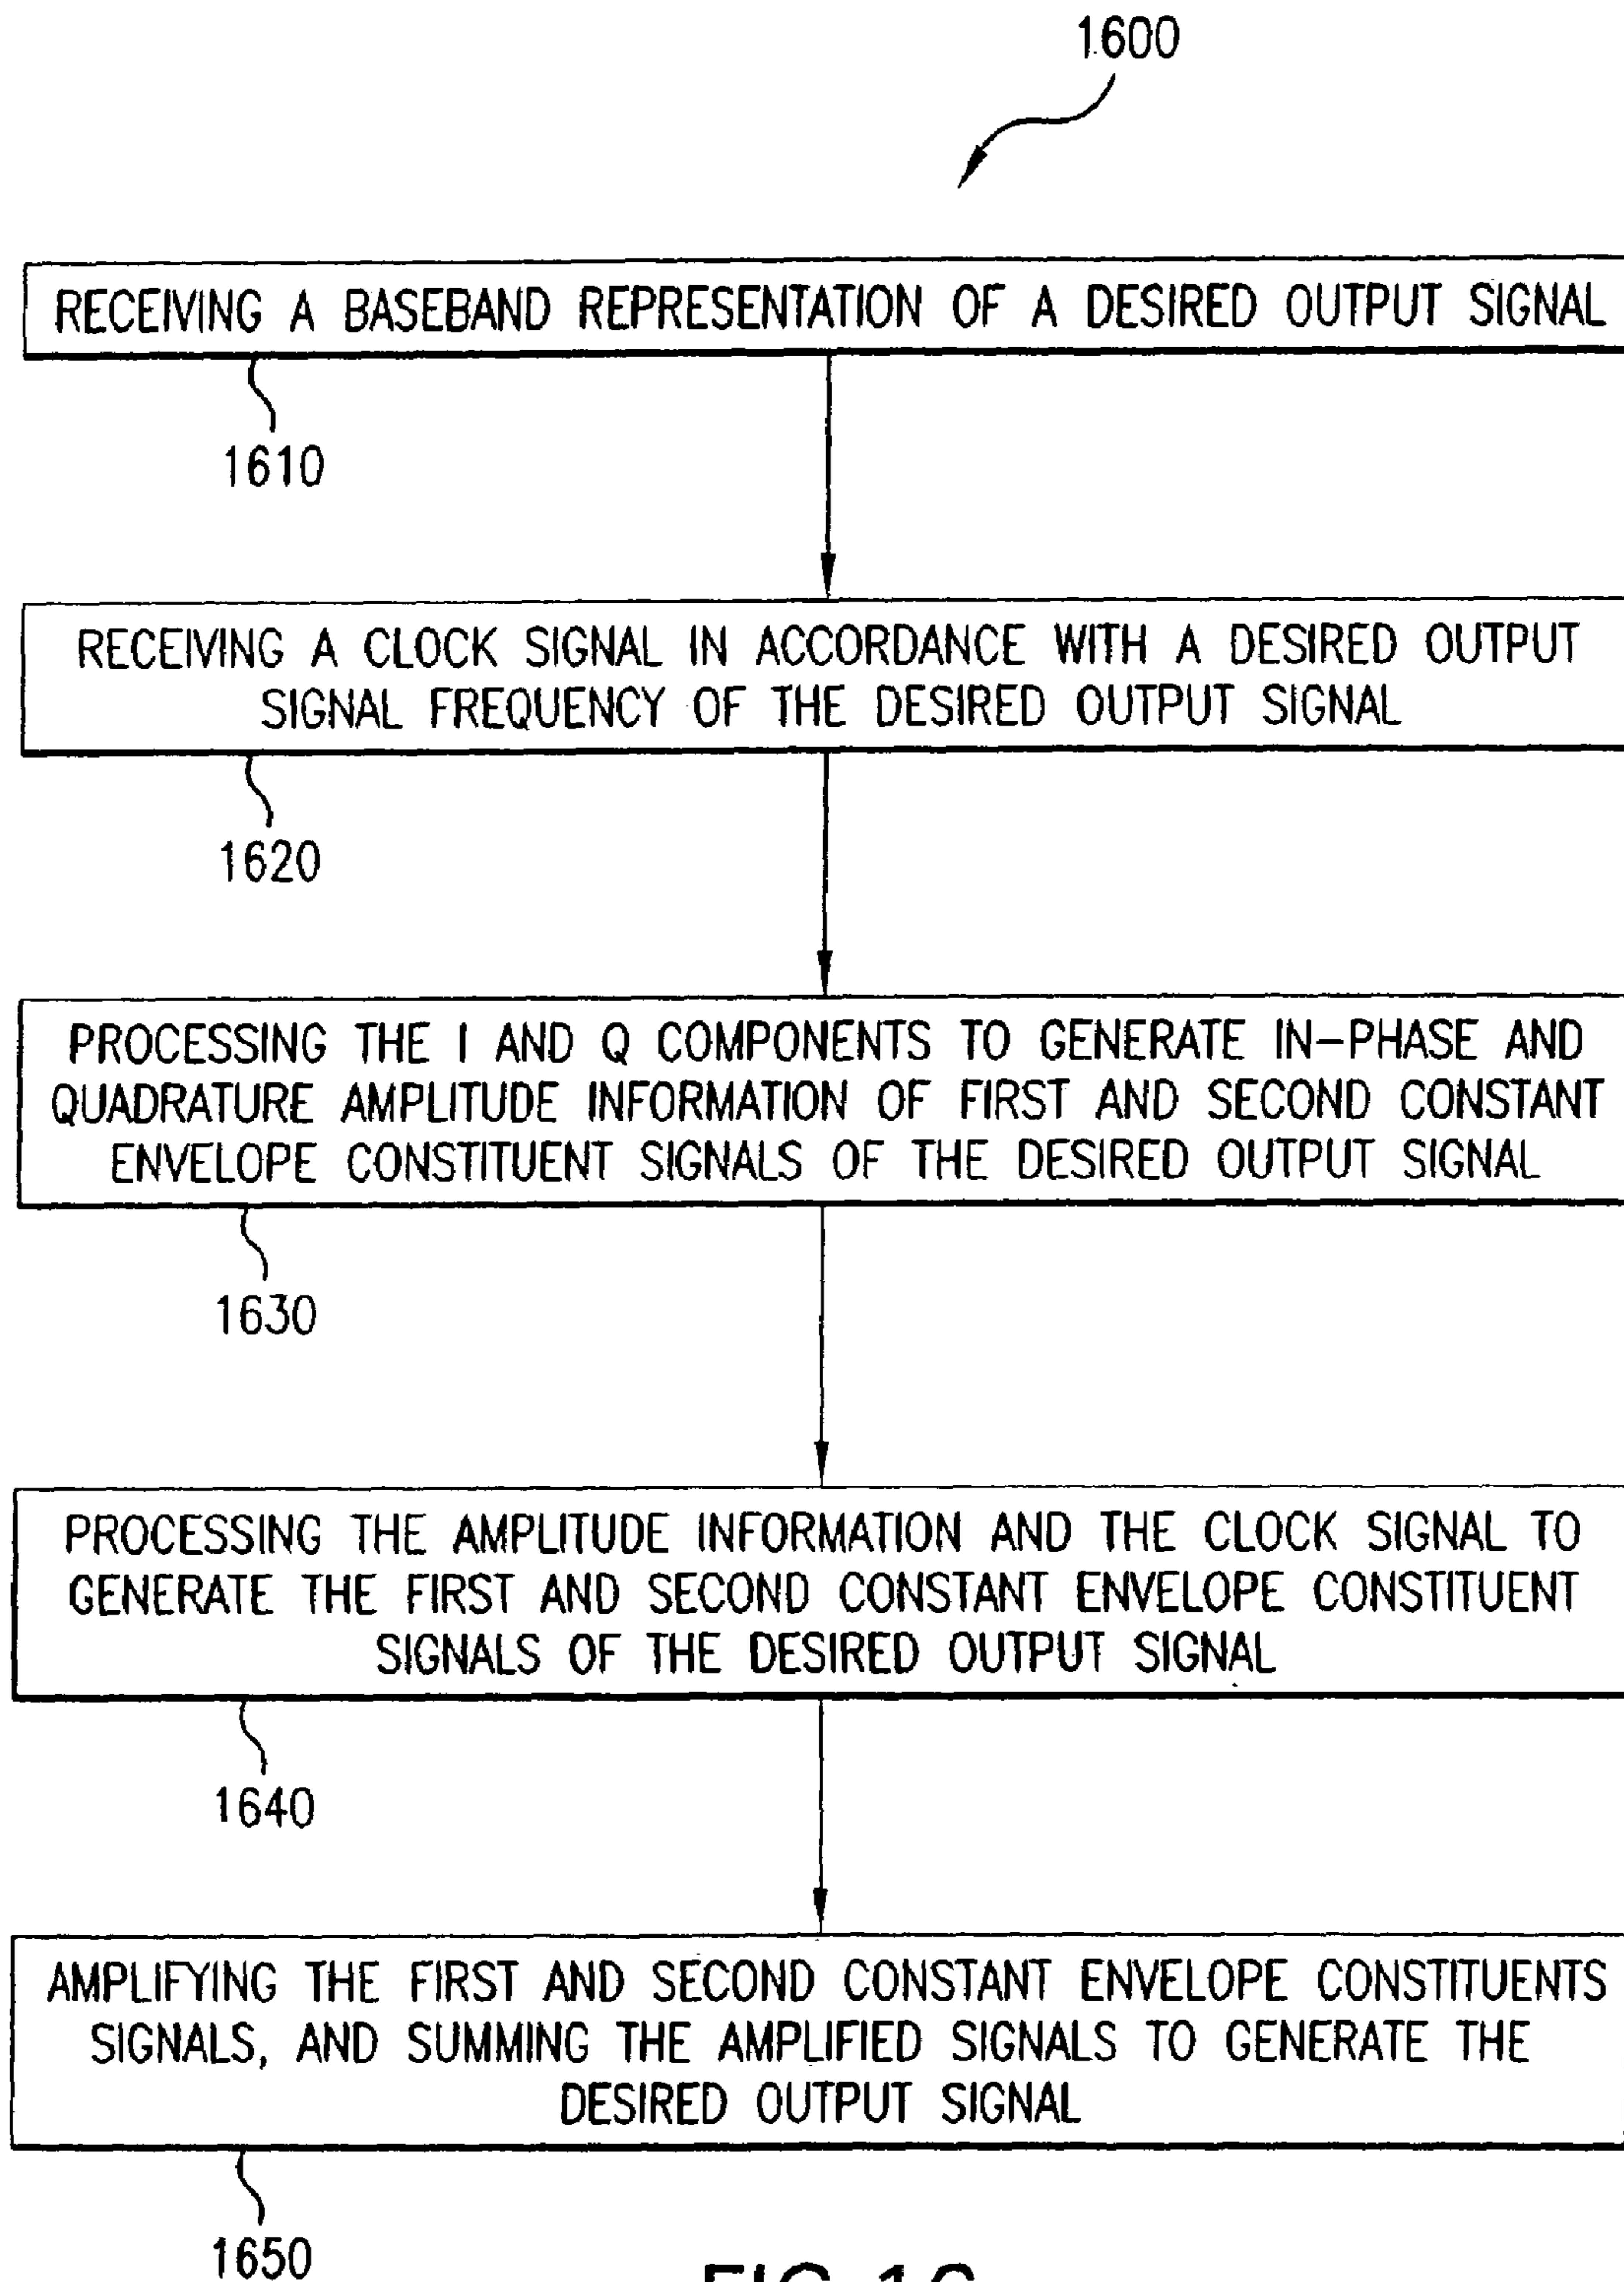 1600
RECEIVING A BASEBAND REPRESENTATION OF A DESIRED OUTPUT SIGNAL
1610
RECEIVING A CLOCK SIGNAL IN ACCORDANCE WITH A DESIRED OUTPUT
SIGNAL FREQUENCY OF THE DESIRED OUTPUT SIGNAL
1620
PROCESSING THE I AND Q COMPONENTS TO GENERATE IN-PHASE AND
QUADRATURE AMPLITUDE INFORMATION OF FIRST AND SECOND CONSTANT
ENVELOPE CONSTITUENT SIGNALS OF THE DESIRED OUTPUT SIGNAL
1630
PROCESSING THE AMPLITUDE INFORMATION AND THE CLOCK SIGNAL TO
GENERATE THE FIRST AND SECOND CONSTANT ENVELOPE CONSTITUENT
SIGNALS OF THE DESIRED OUTPUT SIGNAL
1640
AMPLIFYING THE FIRST AND SECOND CONSTANT ENVELOPE CONSTITUENTS
SIGNALS, AND SUMMING THE AMPLIFIED SIGNALS TO GENERATE THE
DESIRED OUTPUT SIGNAL
1650